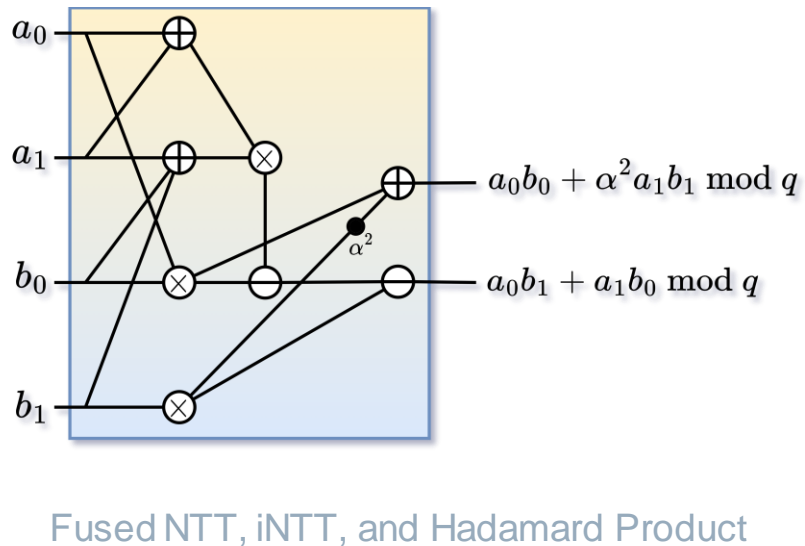 a₀
a₁
a₀b₀ + α²a₁b₁ mod q
α²
b₀
a₀b₁ + a₁b₀ mod q
b₁
Fused NTT, iNTT, and Hadamard Product